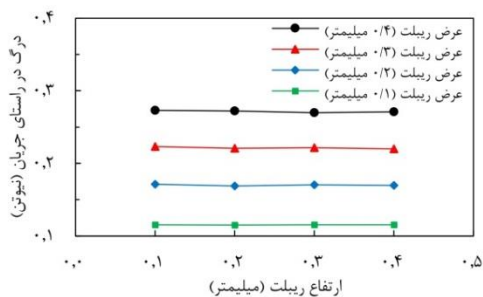 ۰,۴
۰,۳
۰,۲
۰,۱
درگ در راستای جریان (نیوتن)
عرض ریبلت (۰/۴ میلیمتر)
عرض ریبلت (۰/۳ میلیمتر)
عرض ریبلت (۰/۲ میلیمتر)
عرض ریبلت (۰/۱ میلیمتر)
۰,۰ ۰,۱ ۰,۲ ۰,۳ ۰,۴ ۰,۵
ارتفاع ریبلت (میلیمتر)